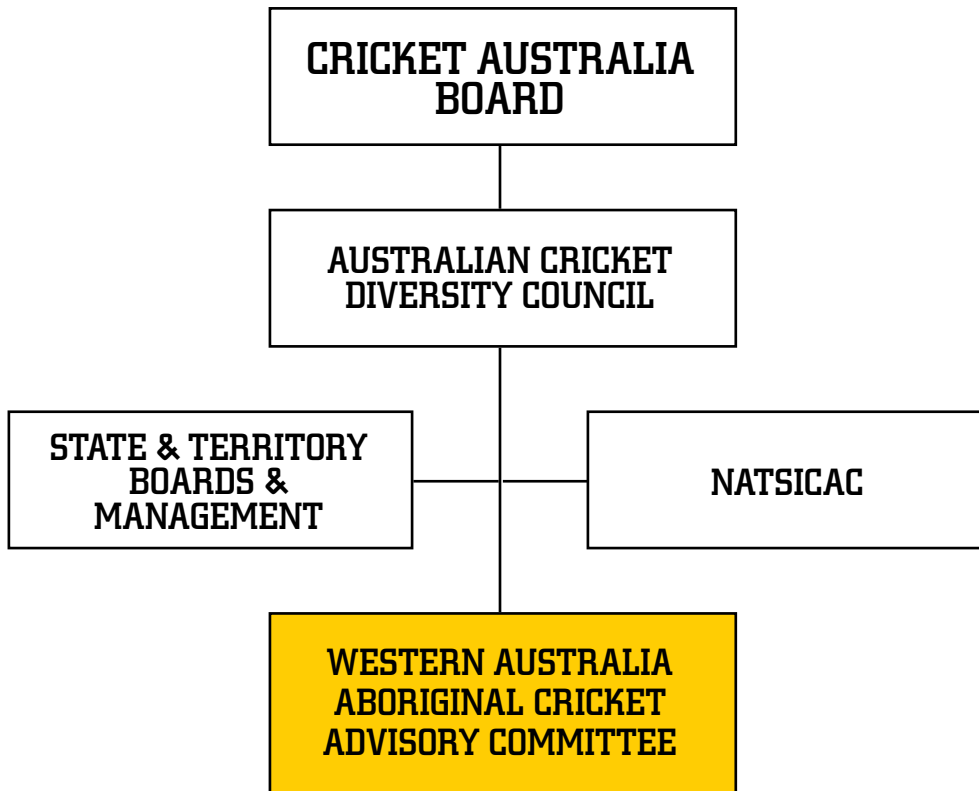 CRICKET AUSTRALIA
BOARD
AUSTRALIAN CRICKET
DIVERSITY COUNCIL
STATE & TERRITORY
BOARDS &
MANAGEMENT
NATSICAC
WESTERN AUSTRALIA
ABORIGINAL CRICKET
ADVISORY COMMITTEE